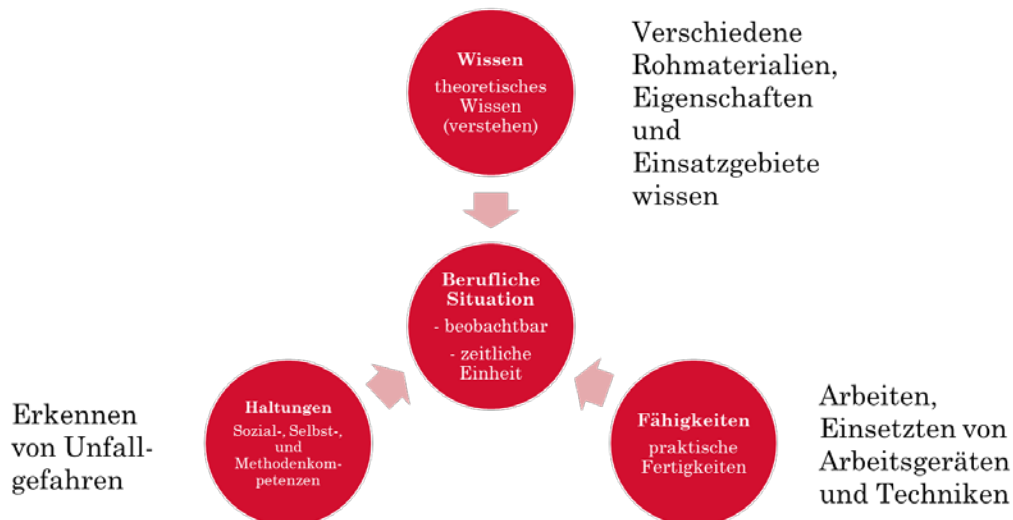 Wissen
theoretisches
Wissen
(verstehen)
Verschiedene
Rohmaterialien,
Eigenschaften
und
Einsatzgebiete
wissen
Berufliche
Situation
- beobachtbar
- zeitliche
Einheit
Erkennen
von Unfall-
gefahren
Haltungen
Sozial-, Selbst-,
und
Methodenkom-
petenzen
Fähigkeiten
praktische
Fertigkeiten
Arbeiten,
Einsetzten von
Arbeitsgeräten
und Techniken